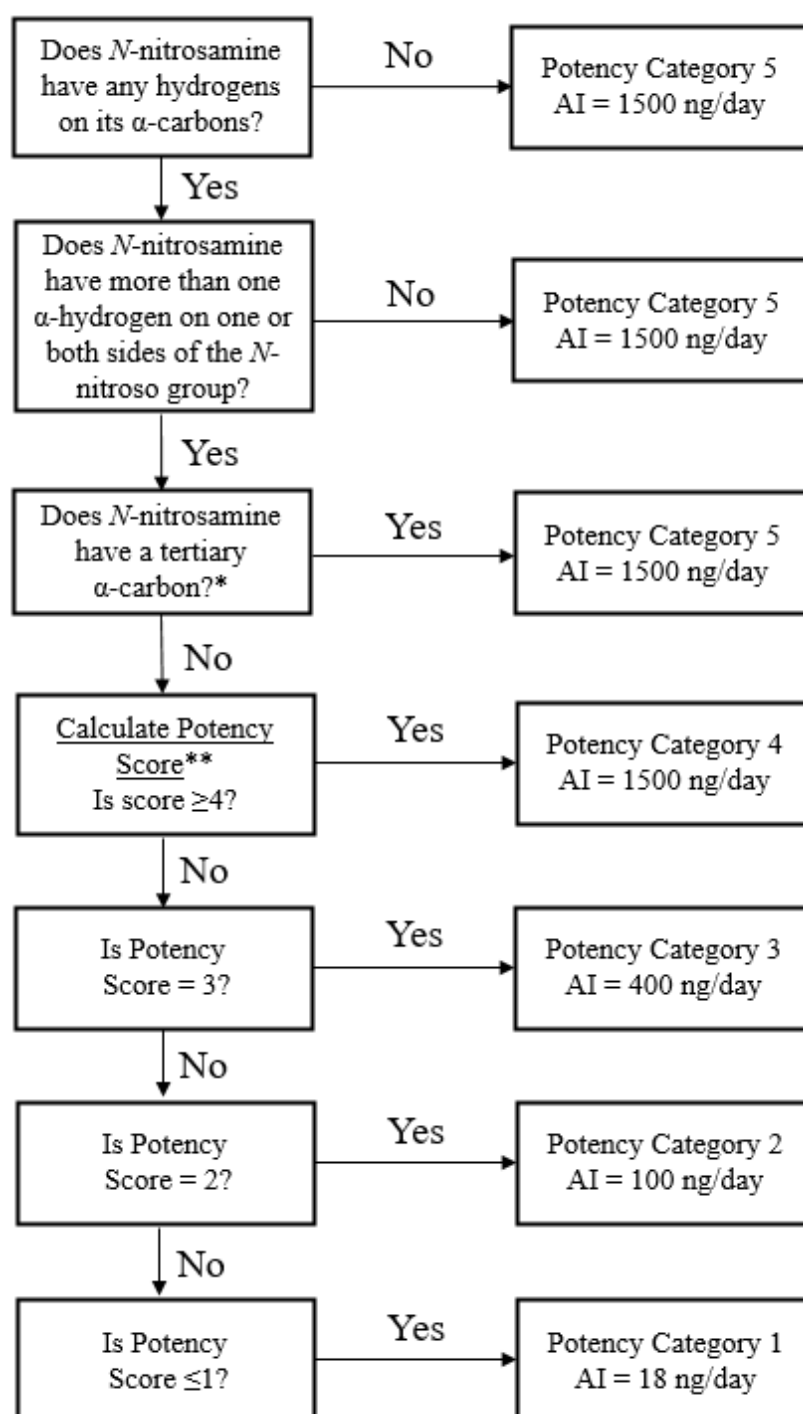 Does N-nitrosamine
have any hydrogens
on its α-carbons?
No
Potency Category 5
AI = 1500 ng/day
Yes
Does N-nitrosamine
have more than one
α-hydrogen on one or
both sides of the N-
nitroso group?
No
Potency Category 5
AI = 1500 ng/day
Yes
Does N-nitrosamine
have a tertiary
α-carbon?*
Yes
Potency Category 5
AI = 1500 ng/day
No
Calculate Potency
Score**
Is score ≥4?
Yes
Potency Category 4
AI = 1500 ng/day
No
Is Potency
Score = 3?
Yes
Potency Category 3
AI = 400 ng/day
No
Is Potency
Score = 2?
Yes
Potency Category 2
AI = 100 ng/day
No
Is Potency
Score ≤1?
Yes
Potency Category 1
AI = 18 ng/day